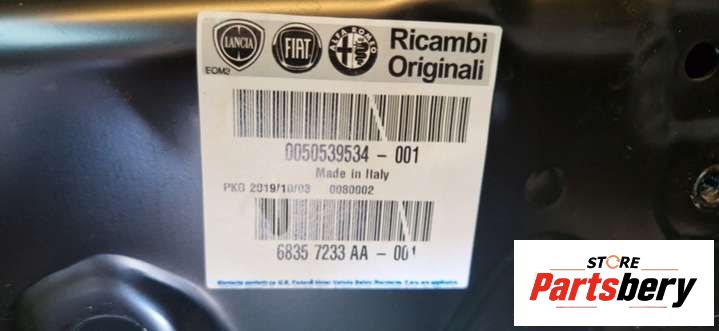 LANCIA FIAT ALFA ROMEO Ricambi
EOM2 Originali
0050539534 - 001
Made in Italy
PKG 2019/10/03 0080002
6835 7233 AA - 001
STORE
Partsbery